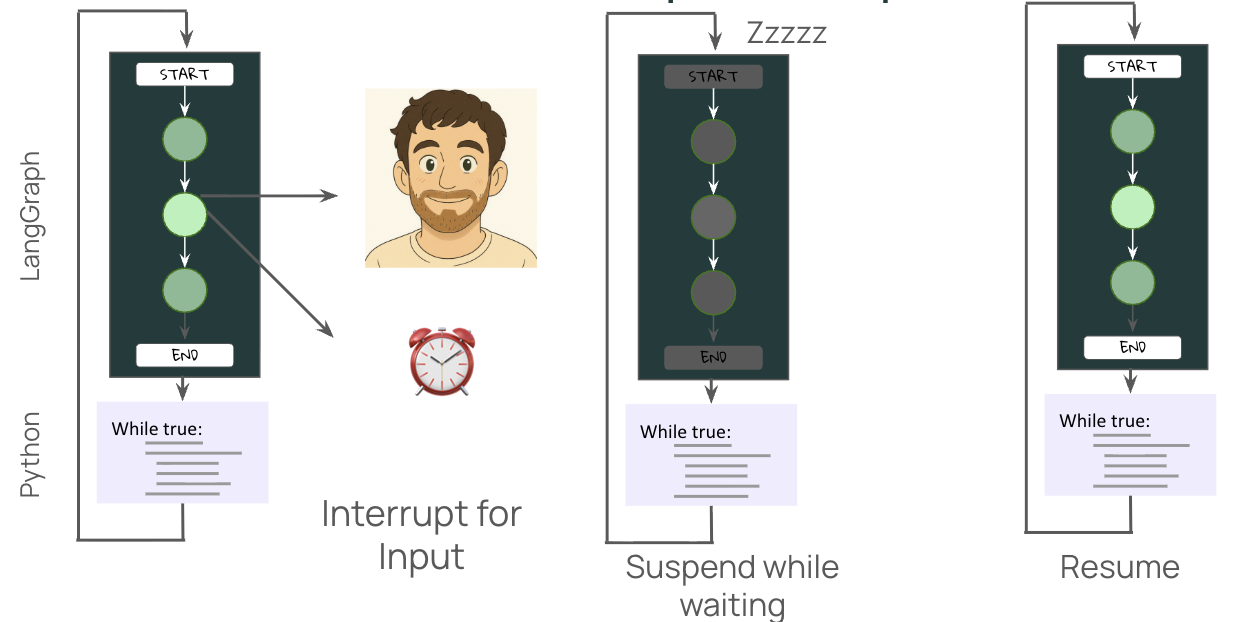 LangGraph
Python
START
END
While true:
Interrupt for
Input
Zzzzz
START
END
While true:
Suspend while
waiting
START
END
While true:
Resume